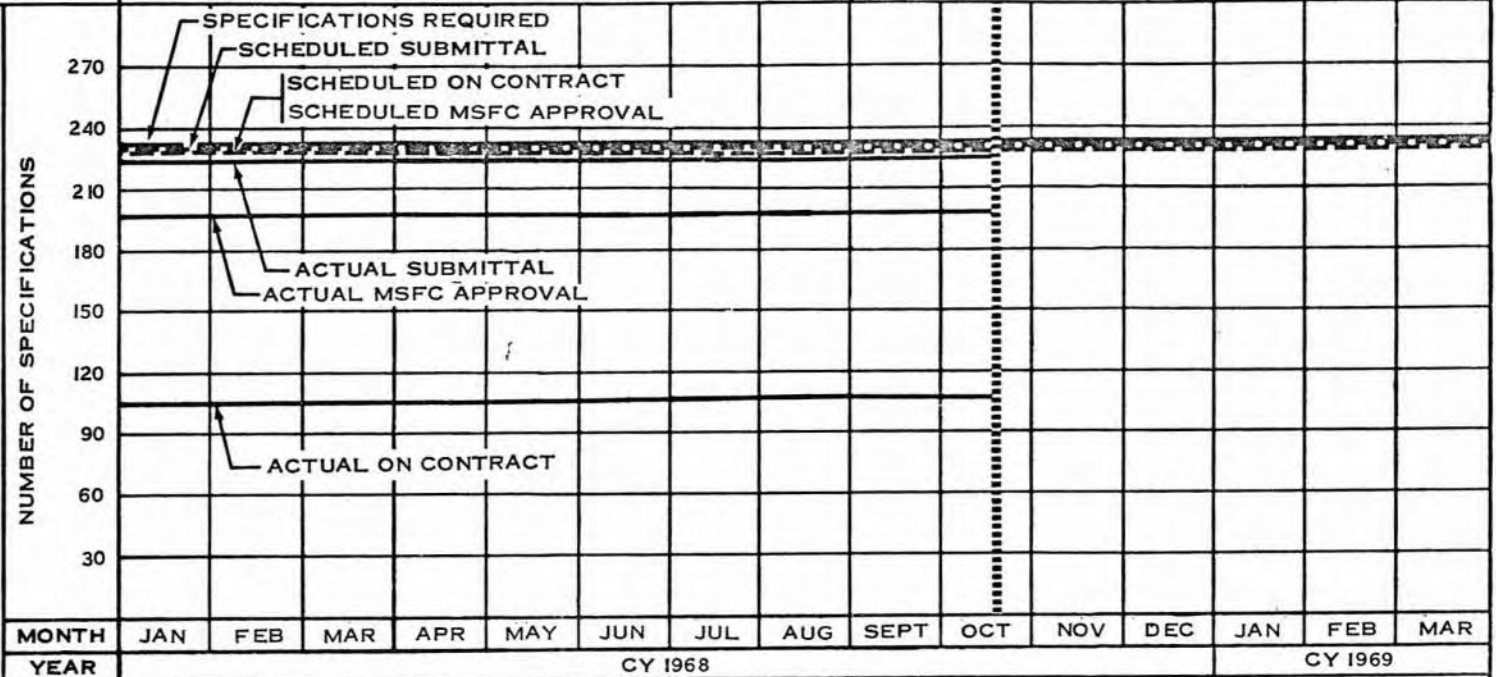 SPECIFICATIONS REQUIRED
SCHEDULED SUBMITTAL
270
SCHEDULED ON CONTRACT
SCHEDULED MSFC APPROVAL
240
NUMBER OF SPECIFICATIONS
210
180
ACTUAL SUBMITTAL
ACTUAL MSFC APPROVAL
150
120
90
ACTUAL ON CONTRACT
60
30
MONTH JAN FEB MAR APR MAY JUN JUL AUG SEPT OCT NOV DEC JAN FEB MAR
YEAR CY 1968 CY 1969